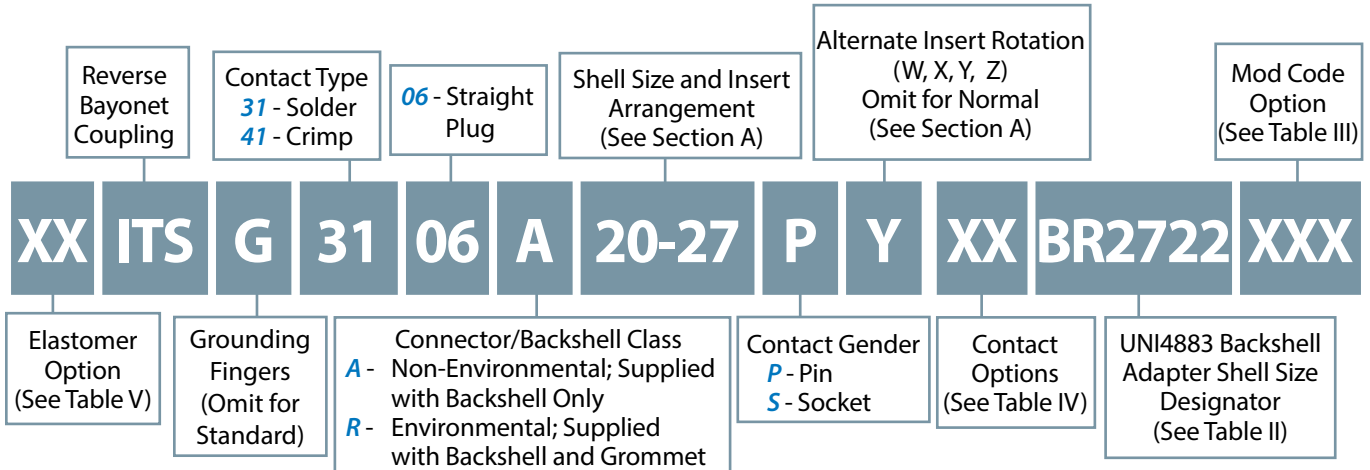 Reverse
Bayonet
Coupling
Contact Type
31 - Solder
41 - Crimp
06 - Straight
Plug
Shell Size and Insert
Arrangement
(See Section A)
Alternate Insert Rotation
(W, X, Y, Z)
Omit for Normal
(See Section A)
Mod Code
Option
(See Table III)
XX ITS G 31 06 A 20-27 P Y XX BR2722 XXX
Elastomer
Option
(See Table V)
Grounding
Fingers
(Omit for
Standard)
Connector/Backshell Class
A - Non-Environmental; Supplied
with Backshell Only
R - Environmental; Supplied
with Backshell and Grommet
Contact Gender
P - Pin
S - Socket
Contact
Options
(See Table IV)
UNI4883 Backshell
Adapter Shell Size
Designator
(See Table II)